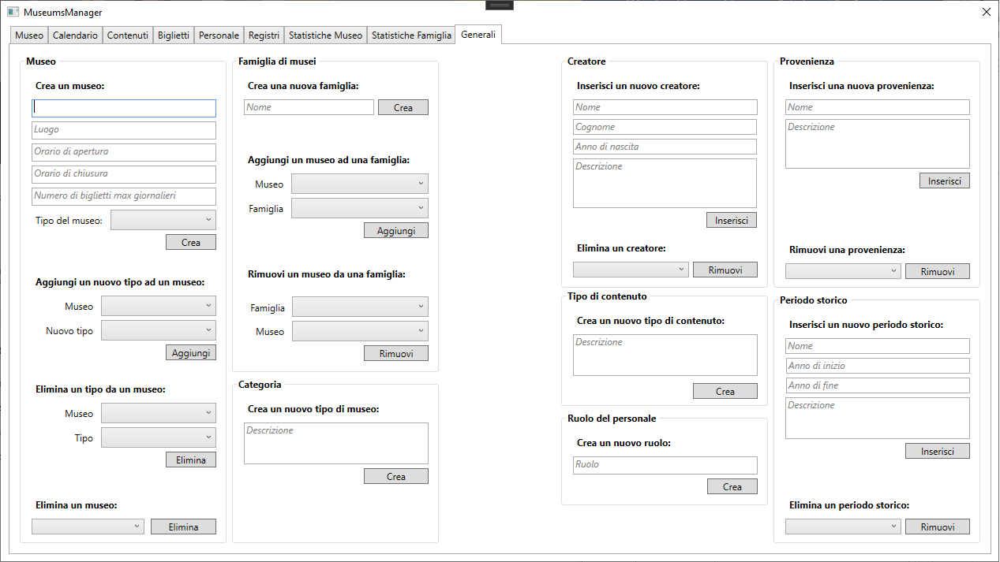 MuseumsManager
Museo Calendario Contenuti Biglietti Personale Registri Statistiche Museo Statistiche Famiglia Generali
Museo
Crea un museo:
Luogo
Orario di apertura
Orario di chiusura
Numero di biglietti max giornalieri
Tipo del museo:
Crea
Aggiungi un nuovo tipo ad un museo:
Museo
Nuovo tipo
Aggiungi
Elimina un tipo da un museo:
Museo
Tipo
Elimina
Elimina un museo:
Elimina
Famiglia di musei
Crea una nuova famiglia:
Nome Crea
Aggiungi un museo ad una famiglia:
Museo
Famiglia
Aggiungi
Rimuovi un museo da una famiglia:
Famiglia
Museo
Rimuovi
Categoria
Crea un nuovo tipo di museo:
Descrizione
Crea
Creatore
Inserisci un nuovo creatore:
Nome
Cognome
Anno di nascita
Descrizione
Inserisci
Elimina un creatore:
Rimuovi
Tipo di contenuto
Crea un nuovo tipo di contenuto:
Descrizione
Crea
Ruolo del personale
Crea un nuovo ruolo:
Ruolo
Crea
Provenienza
Inserisci una nuova provenienza:
Nome
Descrizione
Inserisci
Rimuovi una provenienza:
Rimuovi
Periodo storico
Inserisci un nuovo periodo storico:
Nome
Anno di inizio
Anno di fine
Descrizione
Inserisci
Elimina un periodo storico:
Rimuovi